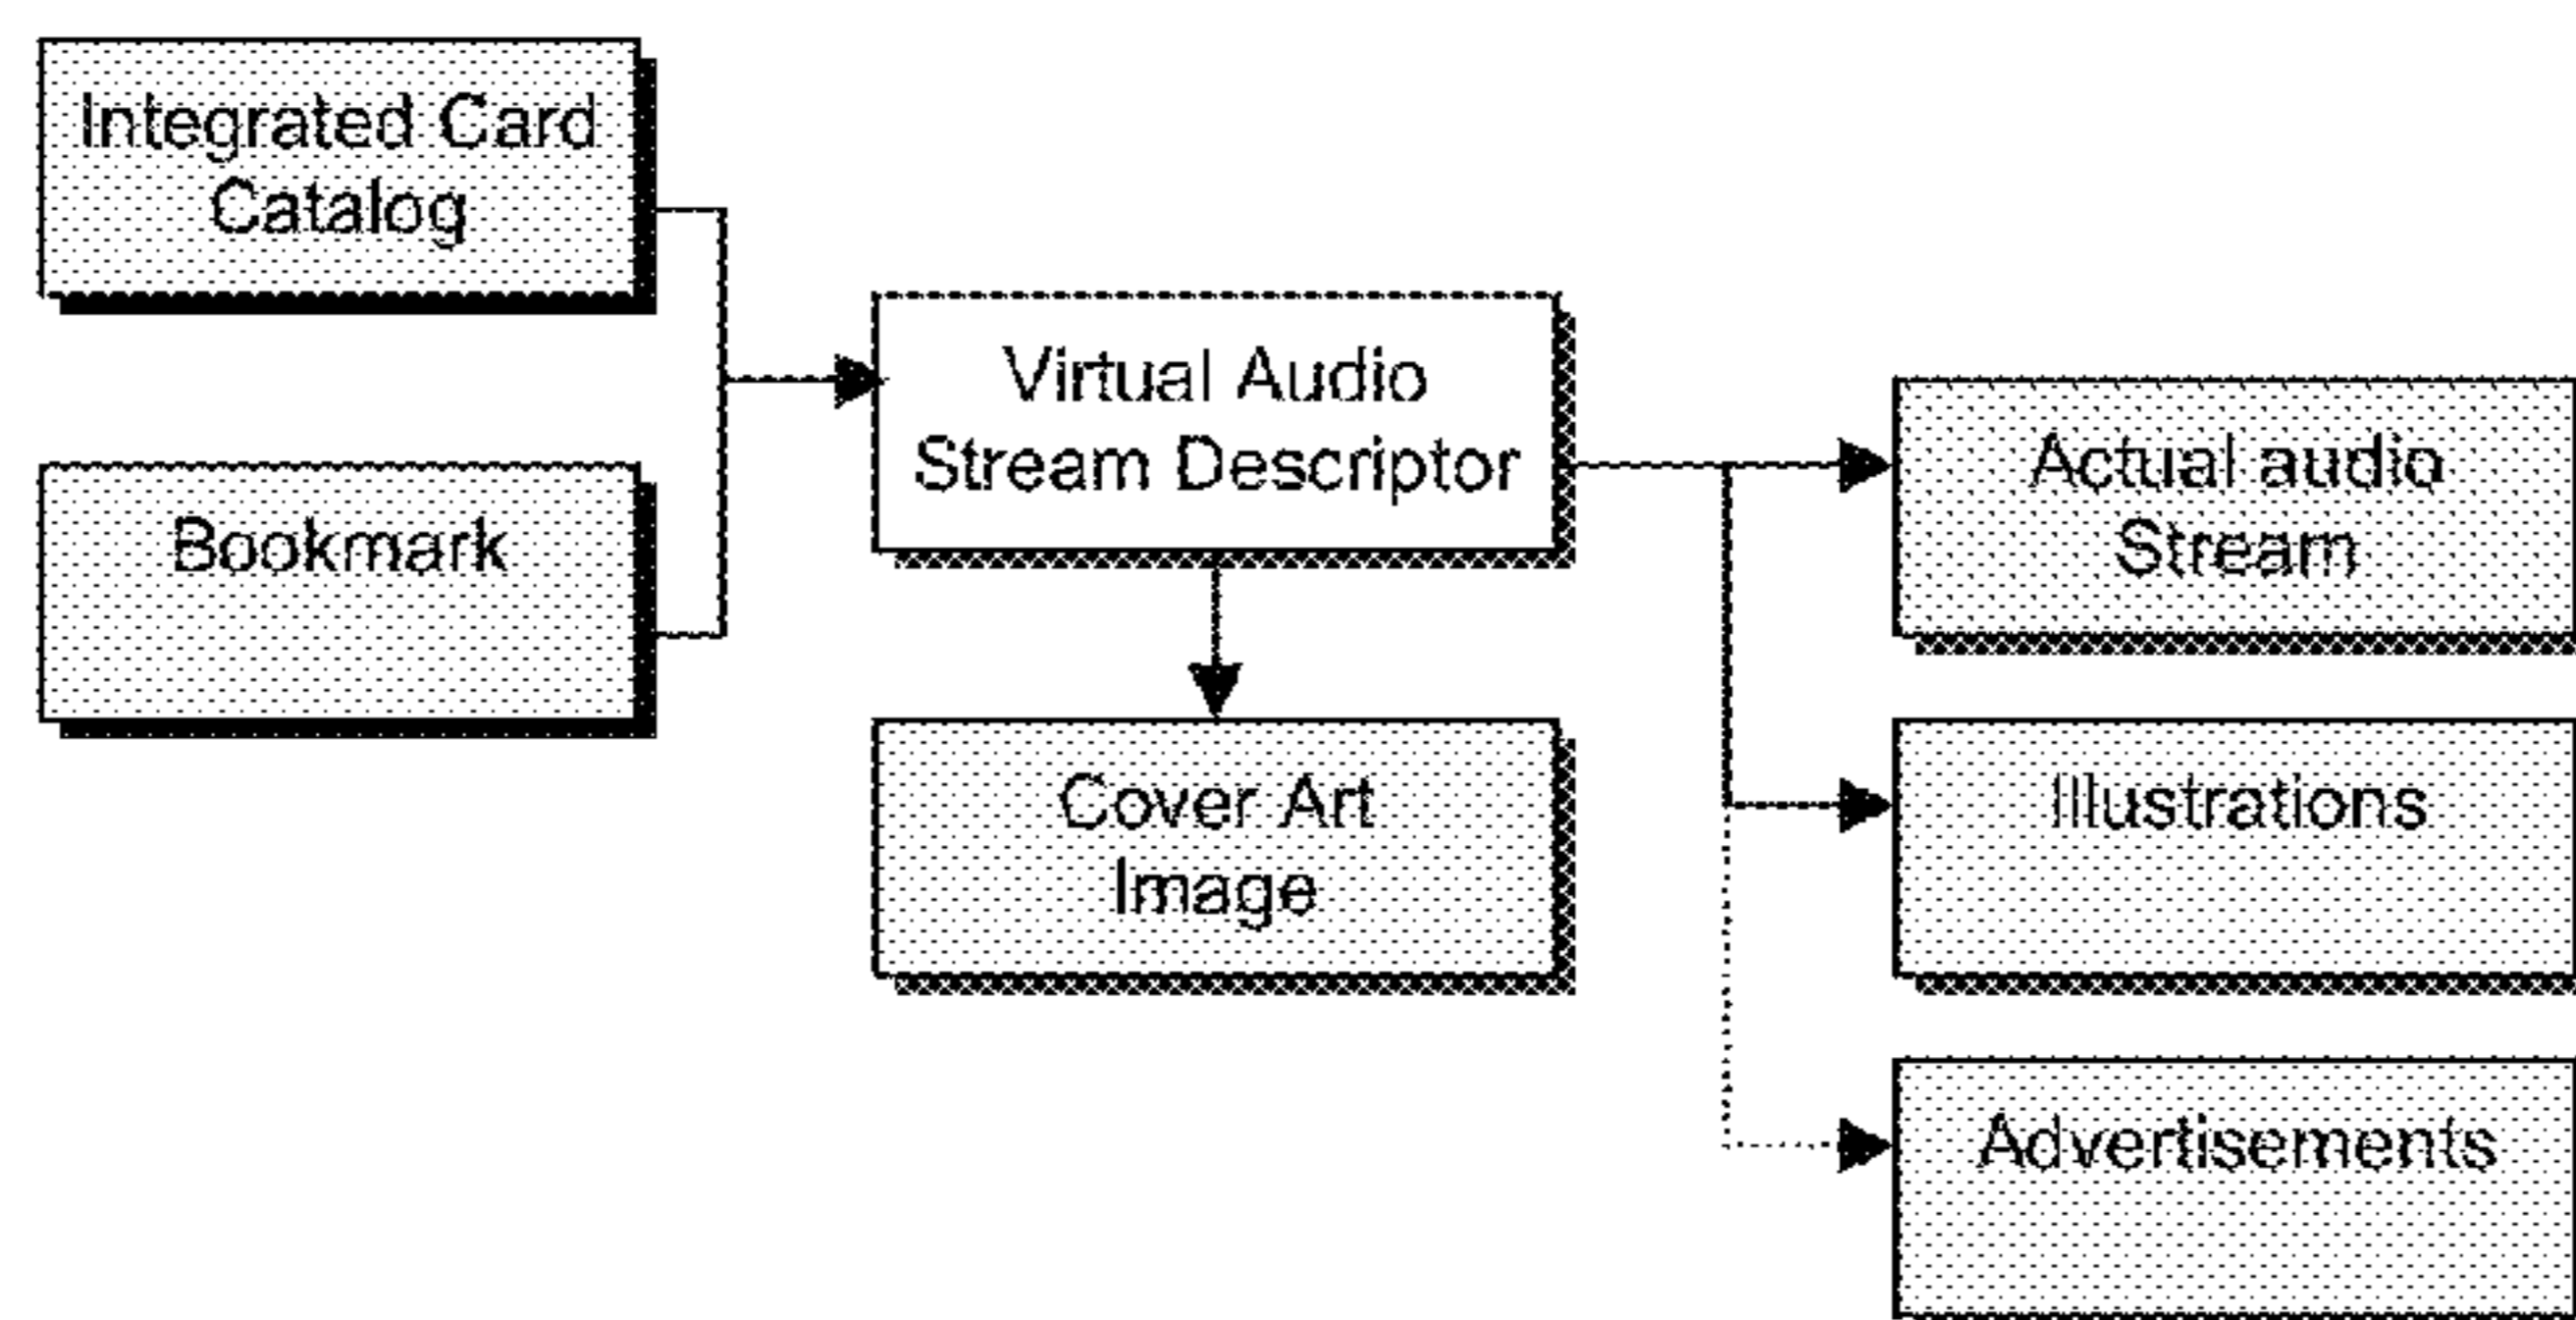 Integrated Card
Catalog
Bookmark
Virtual Audio
Stream Descriptor
Cover Art
Image
Actual audio
Stream
Illustrations
Advertisements